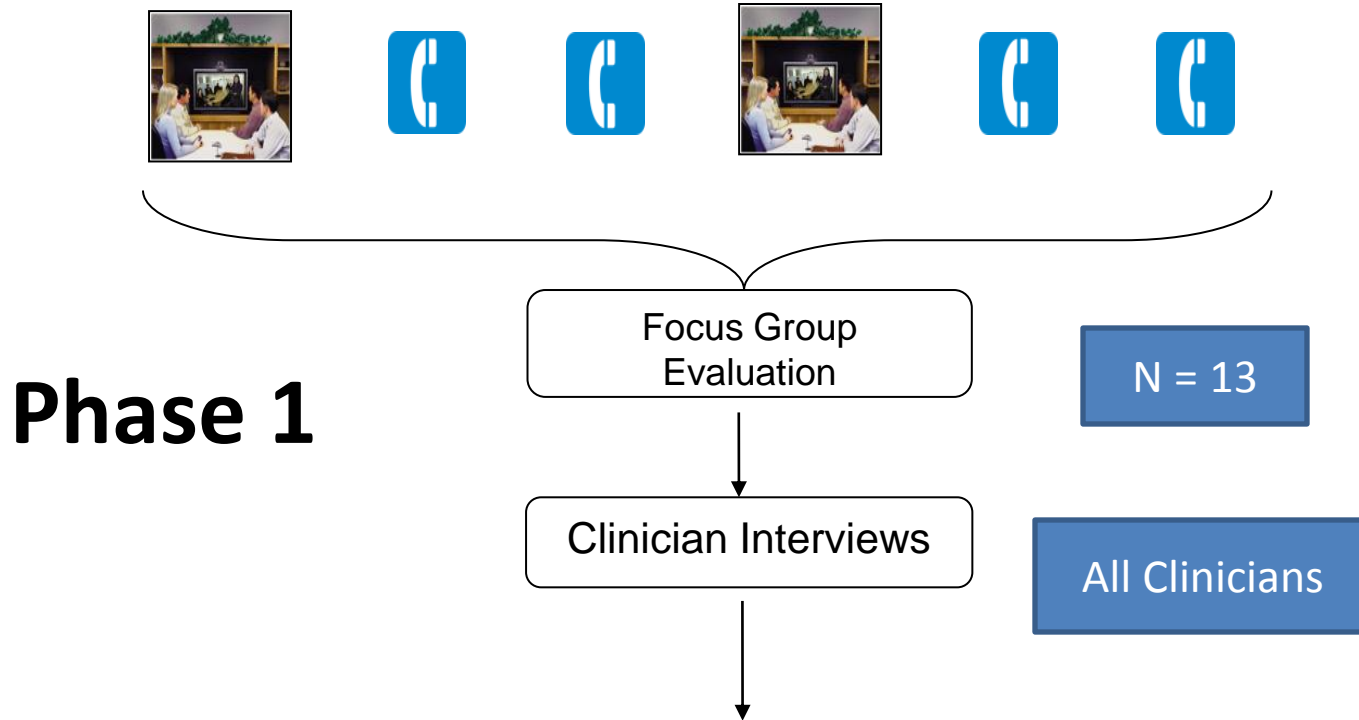 Focus Group
Evaluation
N = 13
Phase 1
Clinician Interviews
All Clinicians